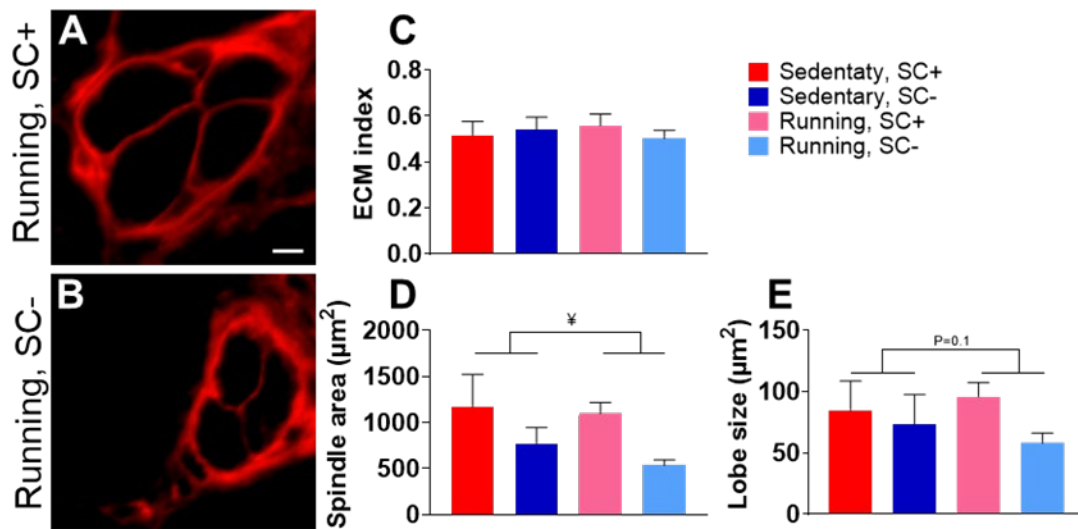 A
Running, SC+
B
Running, SC-
C
ECM index
0.8
0.6
0.4
0.2
0.0
Sedentaty, SC+
Sedentary, SC-
Running, SC+
Running, SC-
D
Spindle area (µm²)
2000
1500
1000
500
0
¥
E
Lobe size (µm²)
150
100
50
0
P=0.1